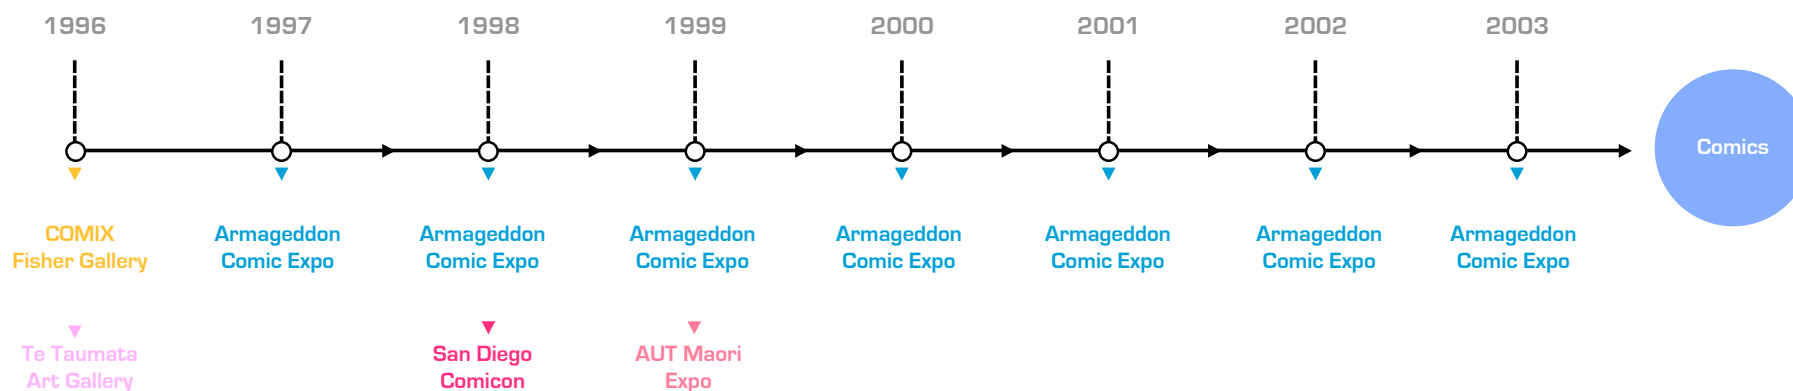 1996
1997
1998
1999
2000
2001
2002
2003
Comics
COMIX
Fisher Gallery
Armageddon
Comic Expo
Armageddon
Comic Expo
Armageddon
Comic Expo
Armageddon
Comic Expo
Armageddon
Comic Expo
Armageddon
Comic Expo
Armageddon
Comic Expo
Te Taumata
Art Gallery
San Diego
Comicon
AUT Maori
Expo